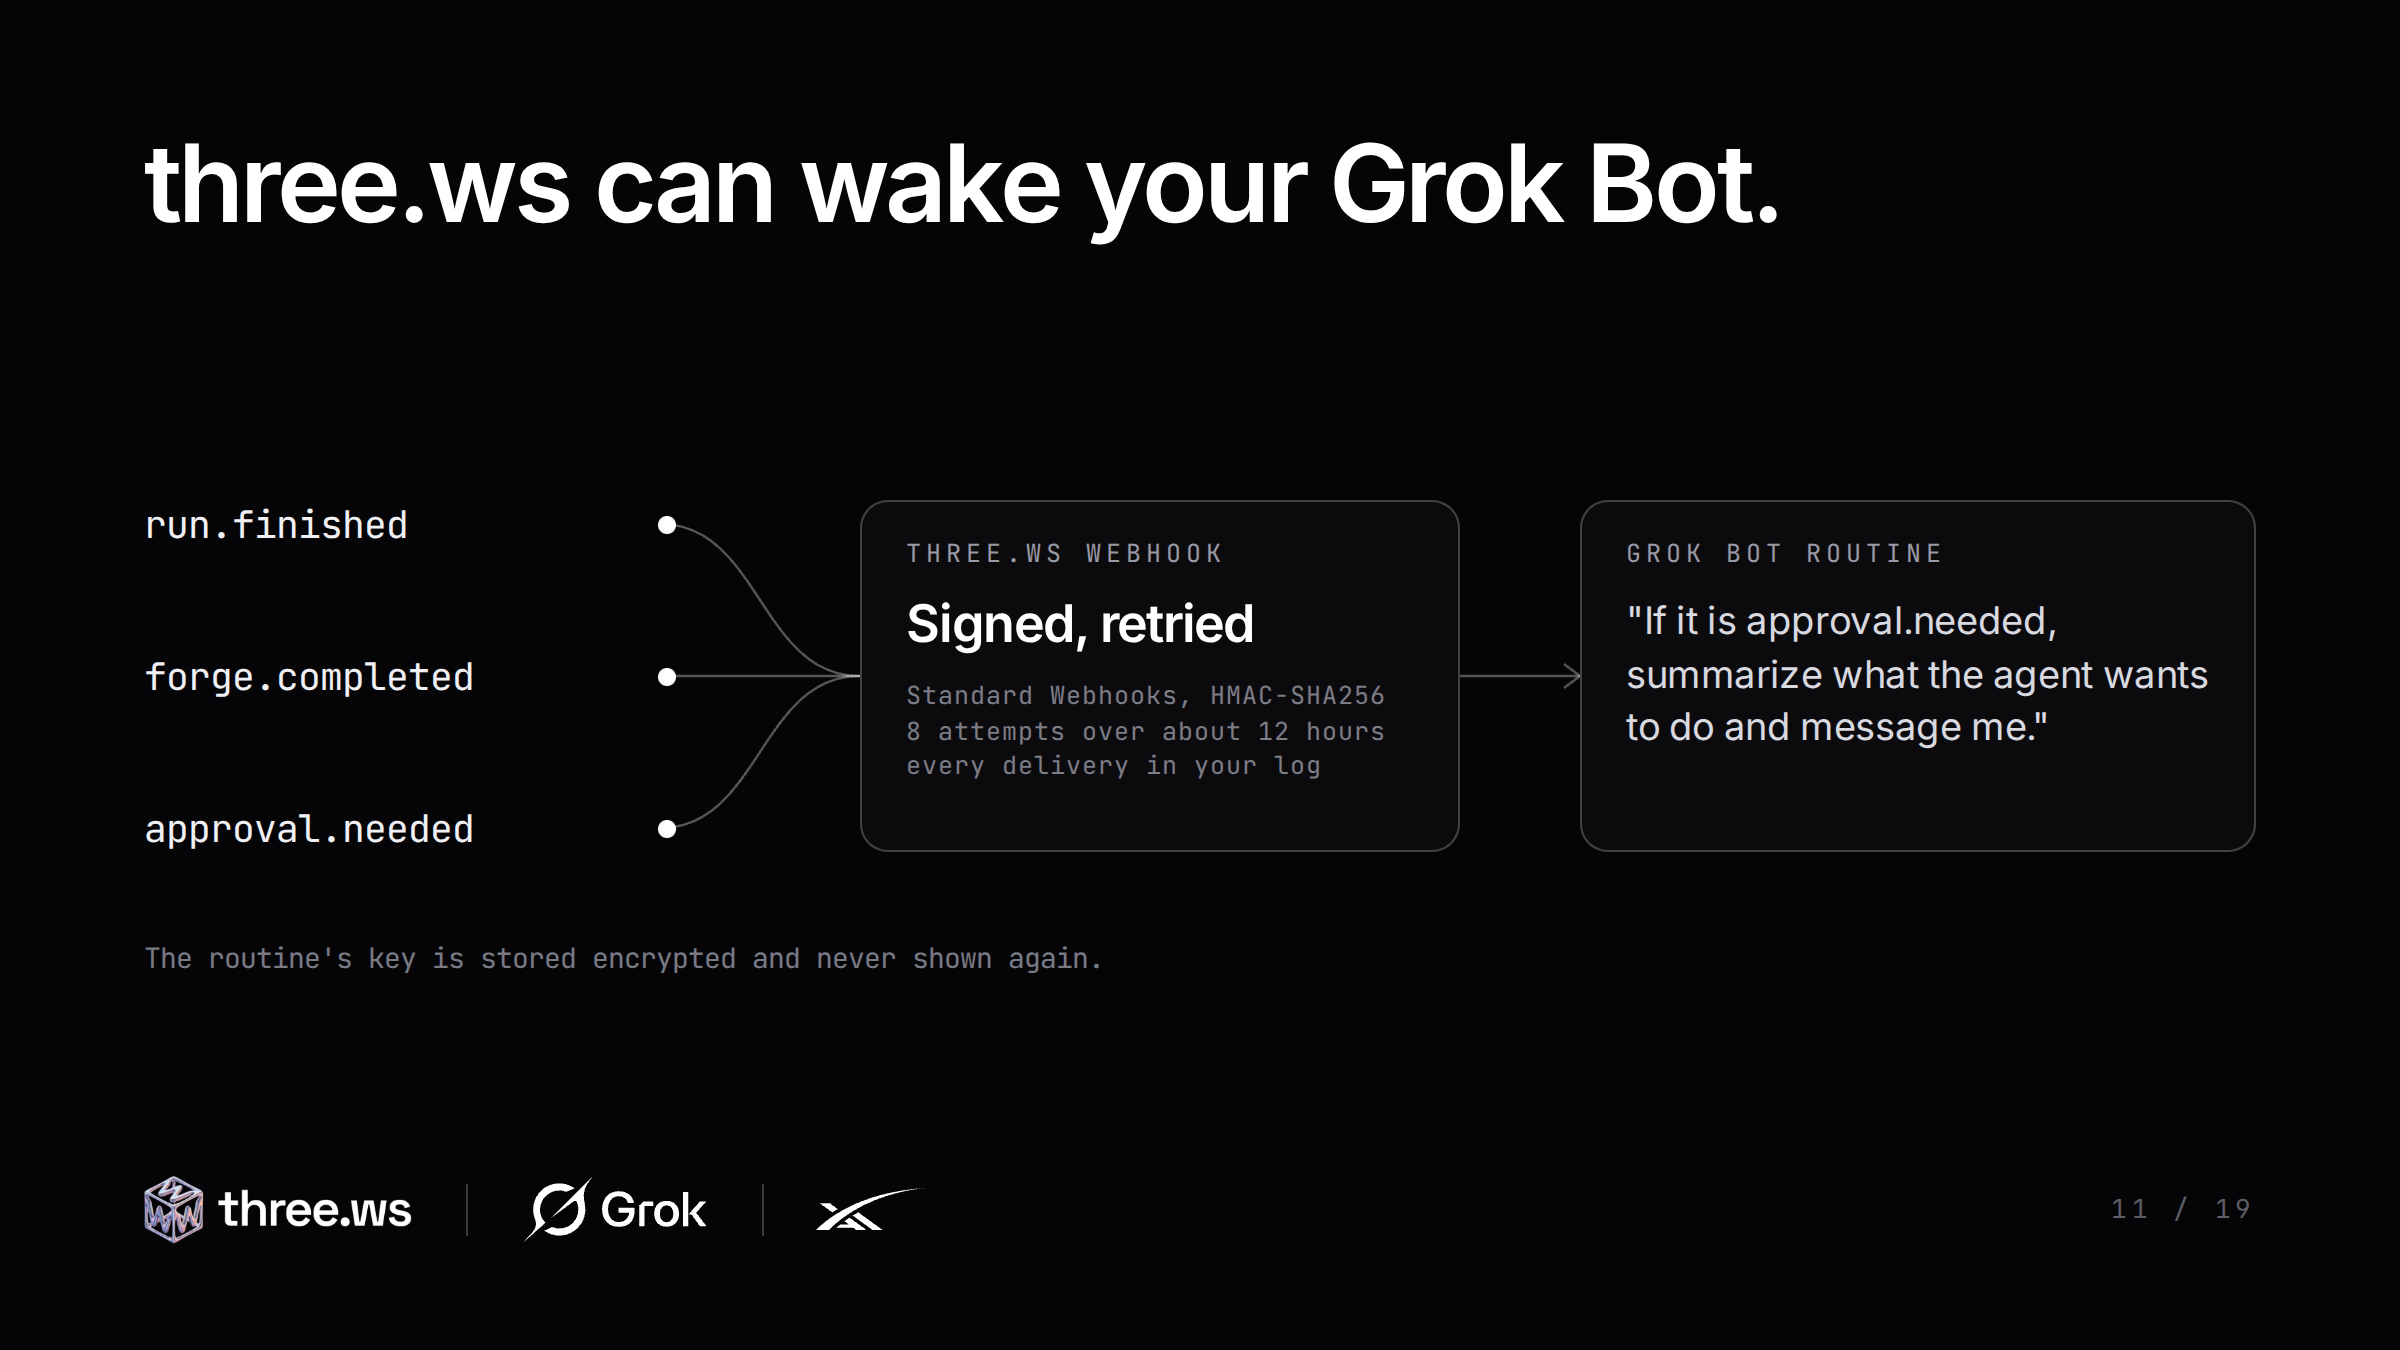 three.ws can wake your Grok Bot.
run.finished
forge.completed
approval.needed
THREE.WS WEBHOOK
Signed, retried
Standard Webhooks, HMAC-SHA256
8 attempts over about 12 hours
every delivery in your log
GROK BOT ROUTINE
"If it is approval.needed,
summarize what the agent wants
to do and message me."
The routine's key is stored encrypted and never shown again.
three.ws
Grok
11 / 19